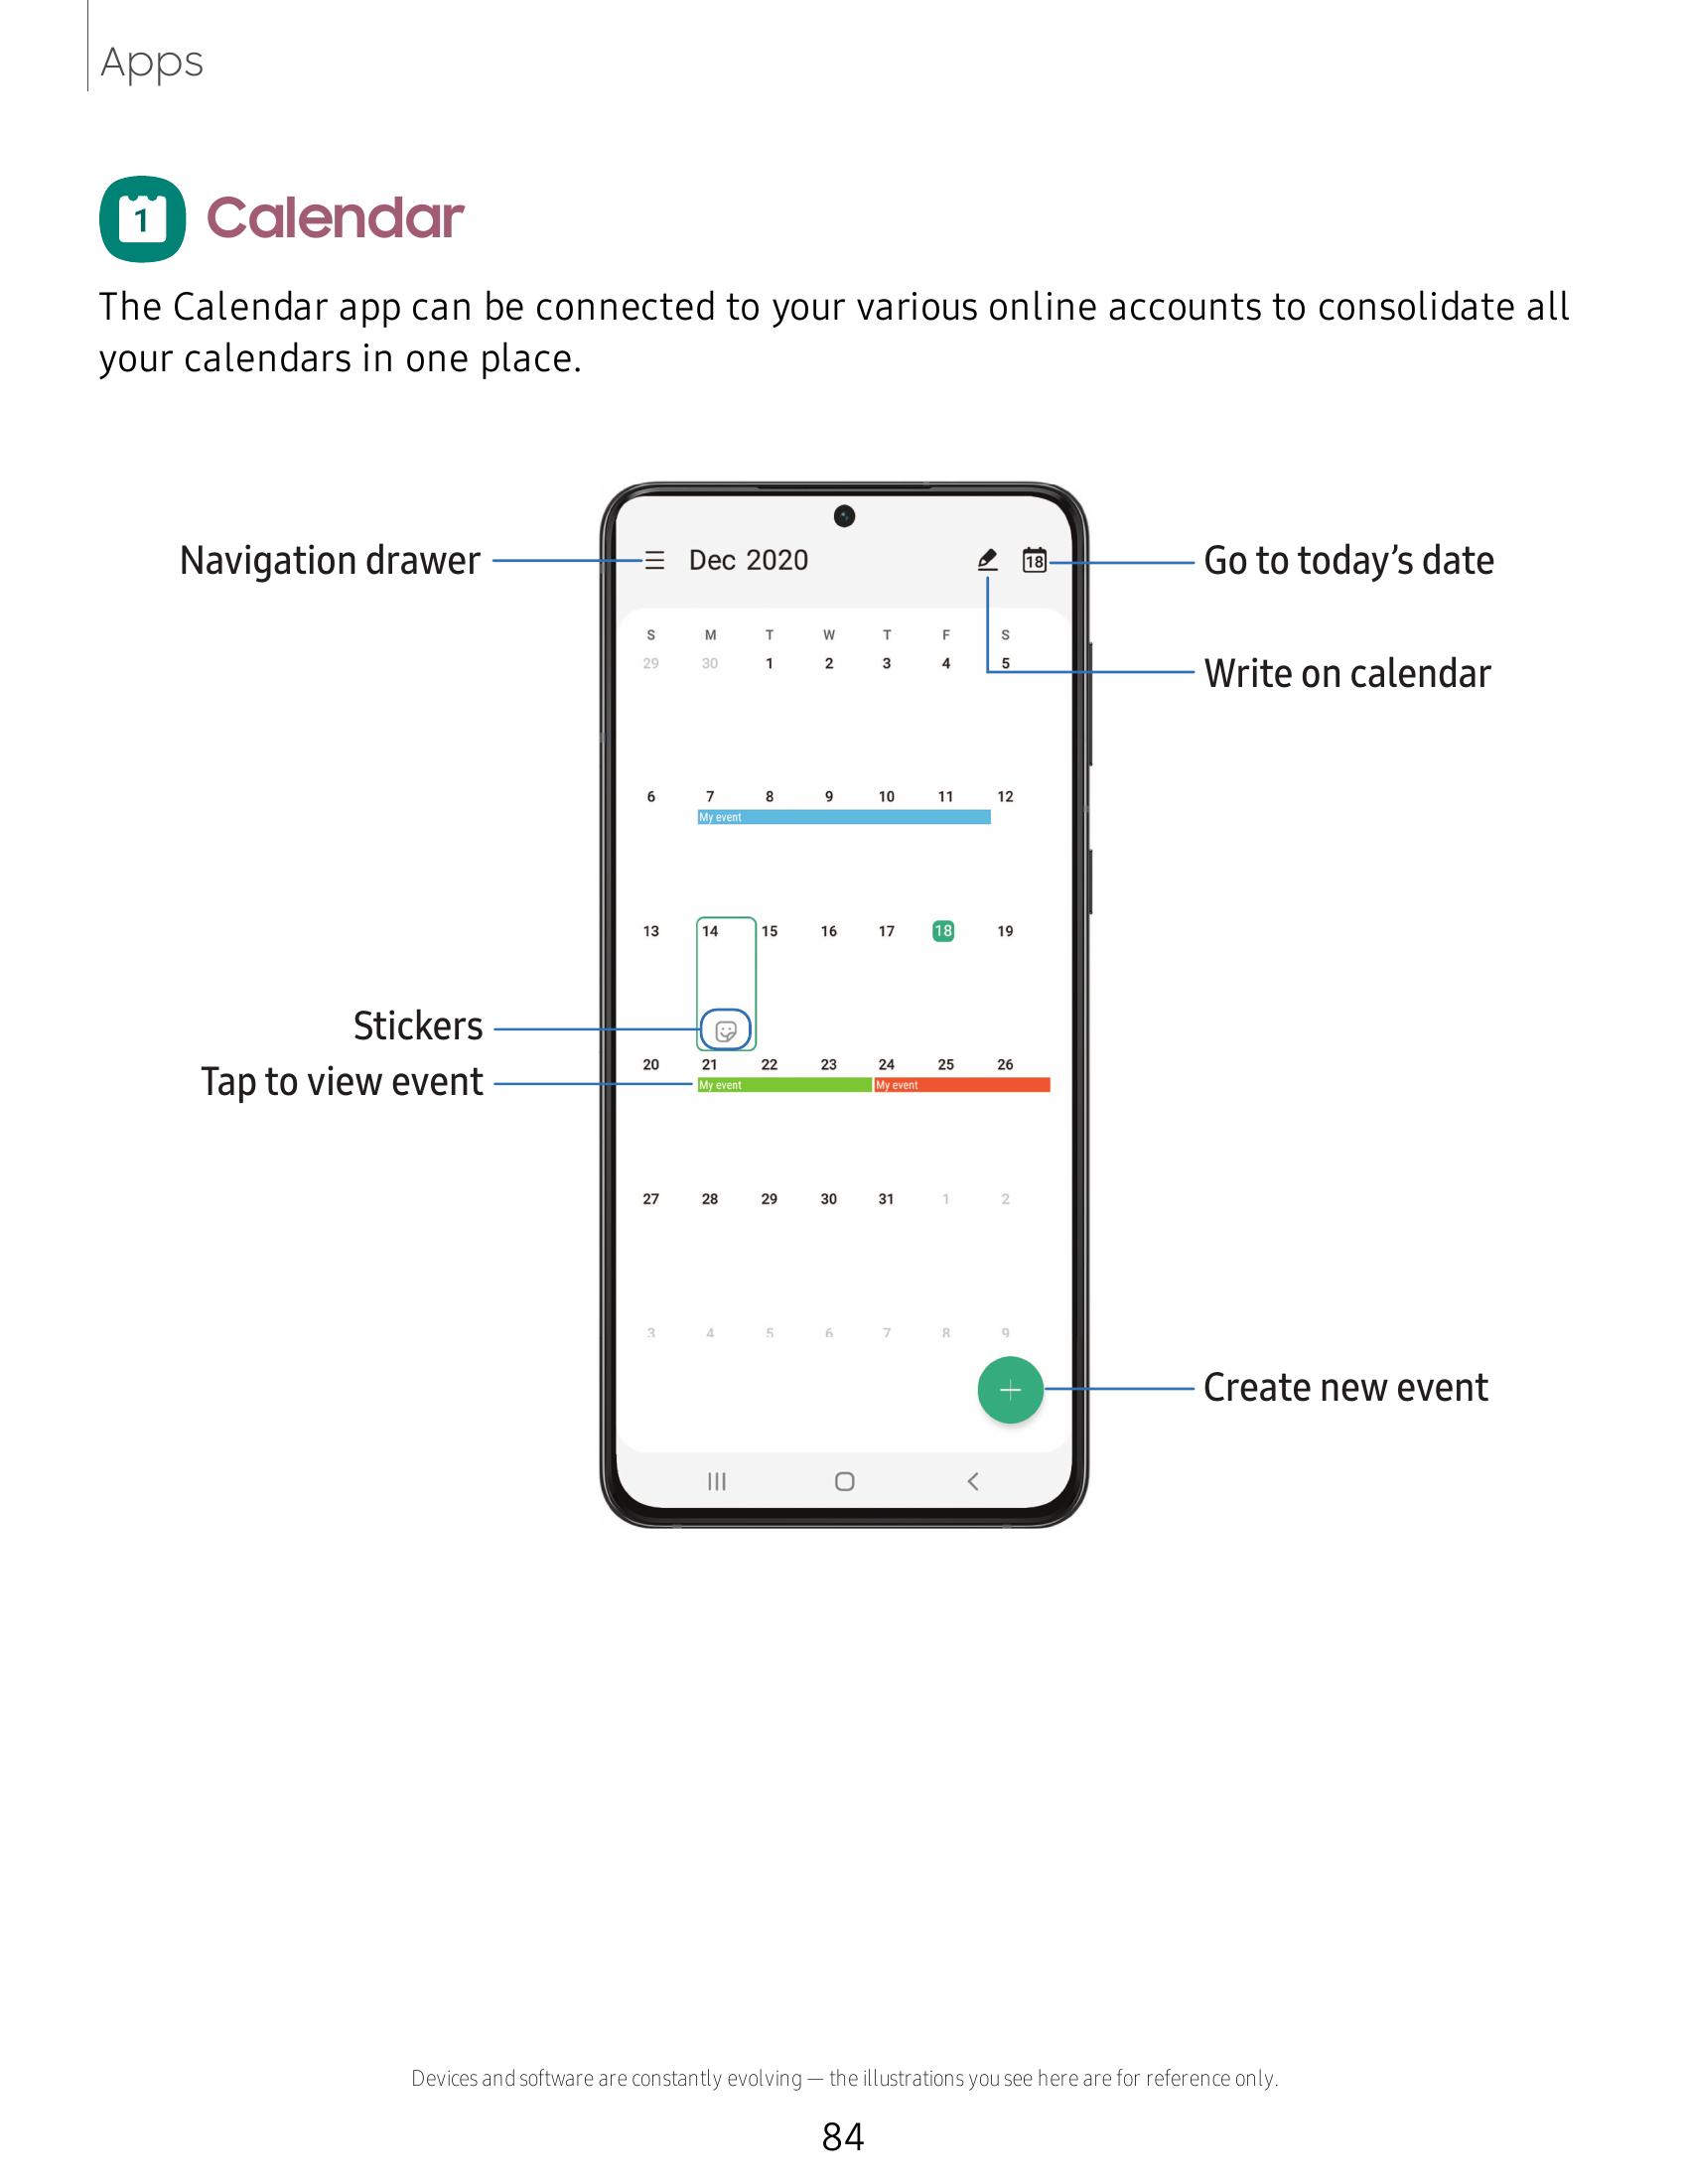 Apps
1
Calendar
The Calendar app can be connected to your various online accounts to consolidate all
your calendars in one place.
Navigation drawer
Dec 2020
18
Go to today’s date
Write on calendar
S M T W T F S
29 30 1 2 3 4 5
6 7 8 9 10 11 12
My event
13 14 15 16 17 18 19
Stickers
Tap to view event
20 21 22 23 24 25 26
My event My event
27 28 29 30 31 1 2
3 4 5 6 7 8 9
Create new event
Devices and software are constantly evolving — the illustrations you see here are for reference only.
84